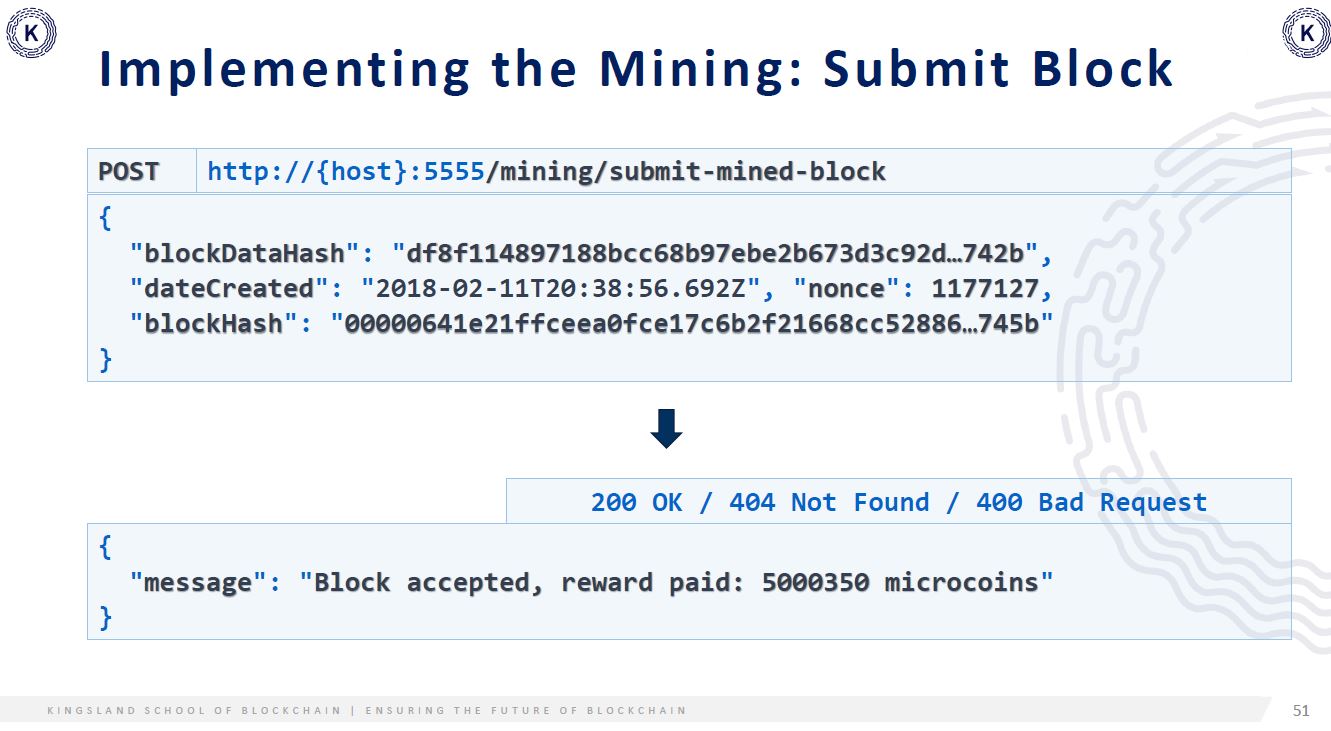 K
K
Implementing the Mining: Submit Block
POST http://{host}:5555/mining/submit-mined-block
{
"blockDataHash": "df8f114897188bcc68b97ebe2b673d3c92d…742b",
"dateCreated": "2018-02-11T20:38:56.692Z", "nonce": 1177127,
"blockHash": "00000641e21ffceea0fce17c6b2f21668cc52886…745b"
}
200 OK / 404 Not Found / 400 Bad Request
{
"message": "Block accepted, reward paid: 5000350 microcoins"
}
KINGSLAND SCHOOL OF BLOCKCHAIN | ENSURING THE FUTURE OF BLOCKCHAIN
51